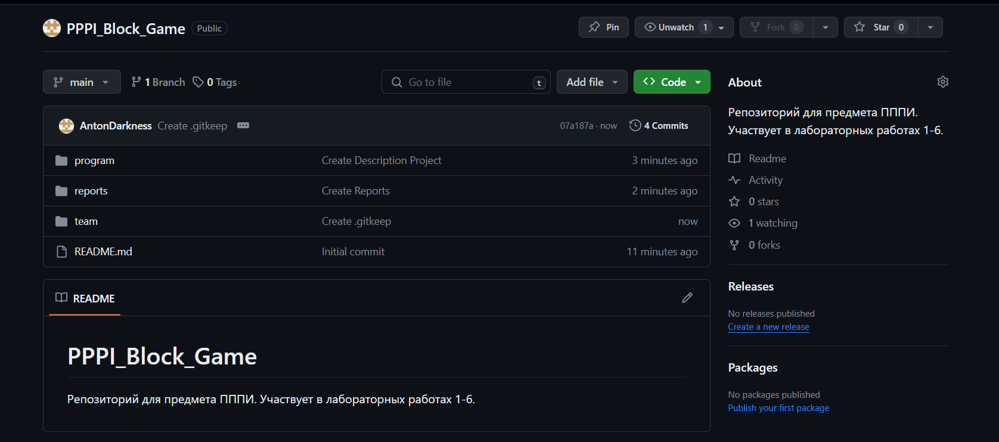 PPPI_Block_Game Public Pin Unwatch 1 Fork 0 Star 0
main 1 Branch 0 Tags Go to file t Add file Code
AntonDarkness Create .gitkeep 07a187a · now 4 Commits
program Create Description Project 3 minutes ago
reports Create Reports 2 minutes ago
team Create .gitkeep now
README.md Initial commit 11 minutes ago
README
PPPI_Block_Game
Репозиторий для предмета ПППИ. Участвует в лабораторных работах 1-6.
About
Репозиторий для предмета ПППИ.
Участвует в лабораторных работах 1-6.
Readme
Activity
0 stars
1 watching
0 forks
Releases
No releases published
Create a new release
Packages
No packages published
Publish your first package